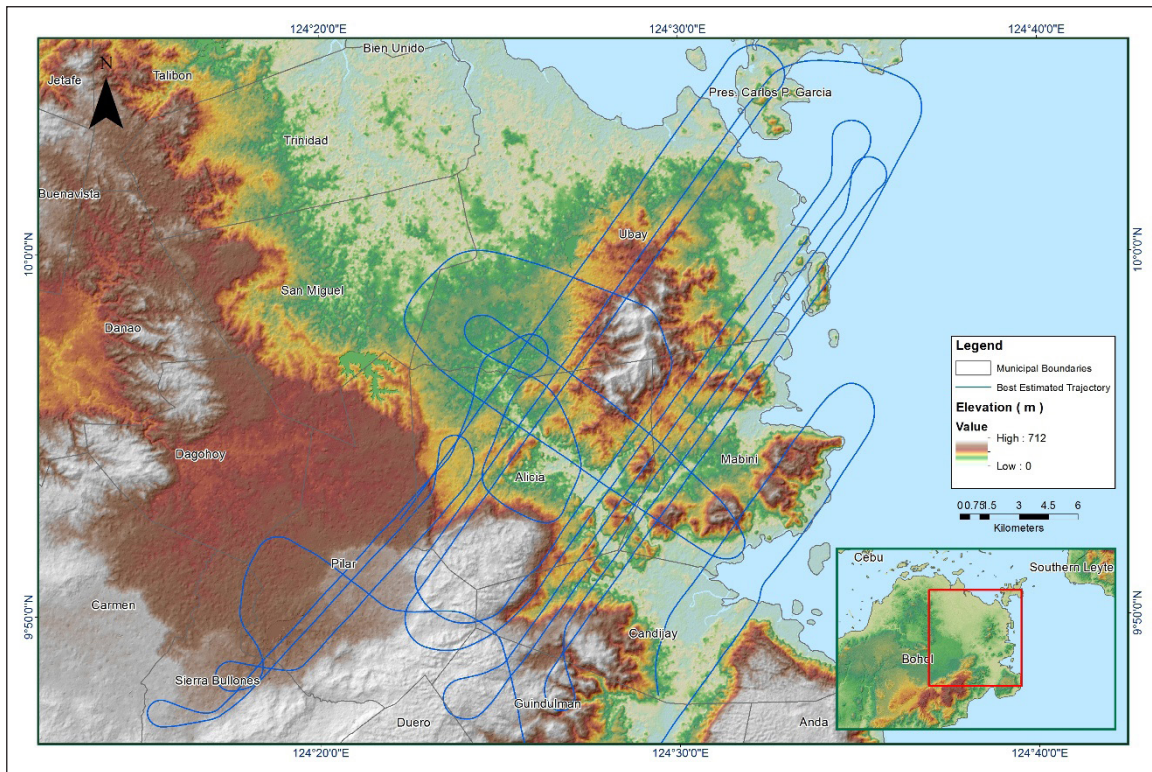 124°20'0"E
124°30'0"E
124°40'0"E
Bien Unido
N
Jetafe
Talibon
Pres. Carlos P. Garcia
Trinidad
Buenavista
Ubay
10°0'0"N
10°0'0"N
San Miguel
Danao
Legend
Municipal Boundaries
Best Estimated Trajectory
Elevation ( m )
Value
High : 712
Low : 0
Dagohoy
Alicia
Mabini
0 0.75 1.5 3 4.5 6
Kilometers
Pilar
Cebu
Southern Leyte
Carmen
9°50'0"N
9°50'0"N
Candijay
Bohol
Sierra Bullones
Guindulman
Duero
Anda
124°20'0"E
124°30'0"E
124°40'0"E